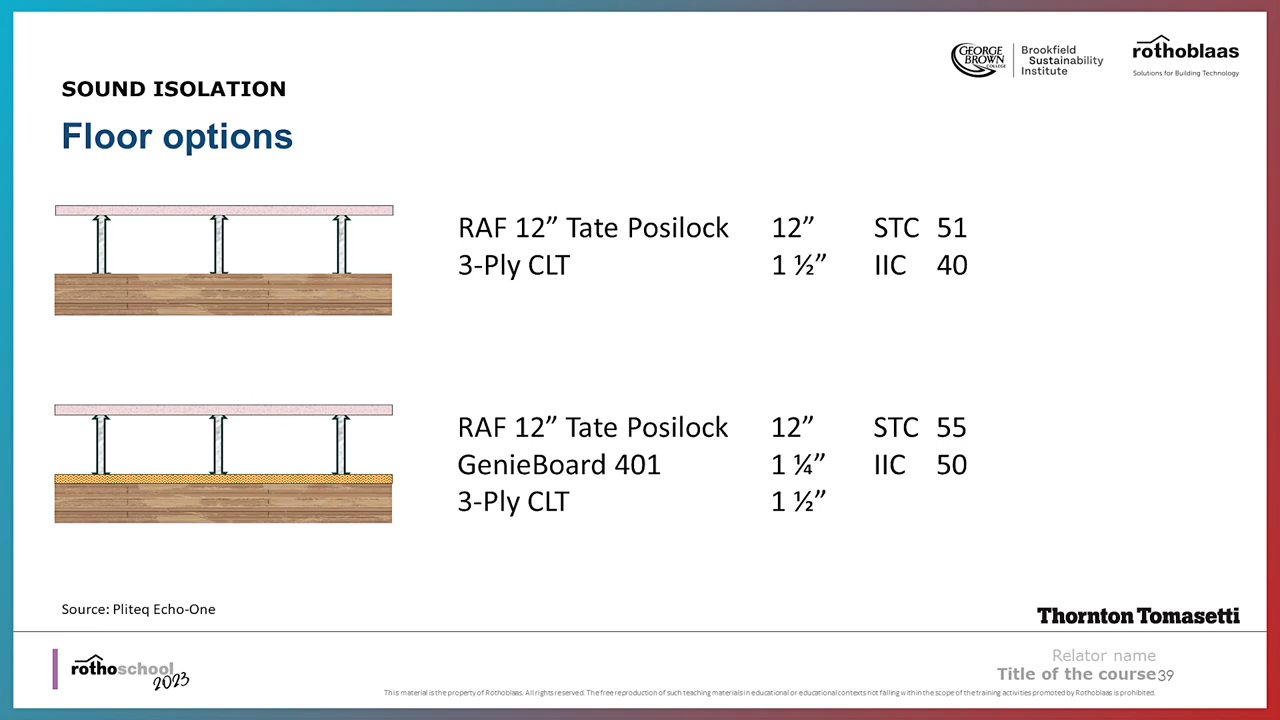 GEORGE BROWN COLLEGE
Brookfield
Sustainability
Institute
rothoblaas
Solutions for Building Technology
SOUND ISOLATION
Floor options
RAF 12” Tate Posilock 12” STC 51
3-Ply CLT 1 ½” IIC 40
RAF 12” Tate Posilock 12” STC 55
GenieBoard 401 1 ¼” IIC 50
3-Ply CLT 1 ½”
Source: Pliteq Echo-One
Thornton Tomasetti
rothoschool
2023
Relator name
Title of the course 39
This material is the property of Rothoblaas. All rights reserved. The free reproduction of such teaching materials in educational or educational contexts not falling within the scope of the training activities promoted by Rothoblaas is prohibited.